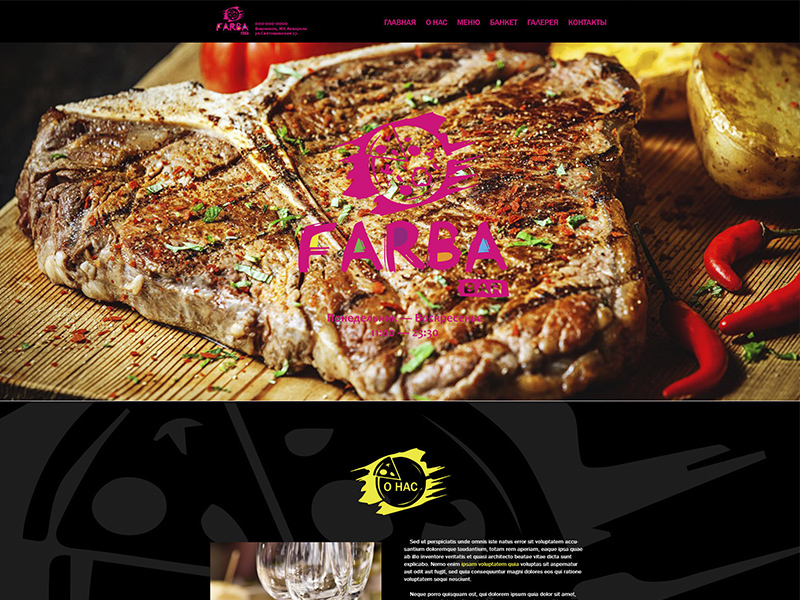 FARBA
BAR
ГЛАВНАЯ О НАС МЕНЮ БАНКЕТ ГАЛЕРЕЯ КОНТАКТЫ
FARBA
BAR
Понедельник — Воскресенье
11:00 — 23:30
О НАС
Sed ut perspiciatis unde omnis iste natus error sit voluptatem accu-
santium doloremque laudantium, totam rem aperiam, eaque ipsa quae
ab illo inventore veritatis et quasi architecto beatae vitae dicta sunt
explicabo. Nemo enim ipsam voluptatem quia voluptas sit aspernatur
aut odit aut fugit, sed quia consequuntur magni dolores eos qui ratione
voluptatem sequi nesciunt.
Neque porro quisquam est, qui dolorem ipsum quia dolor sit amet,